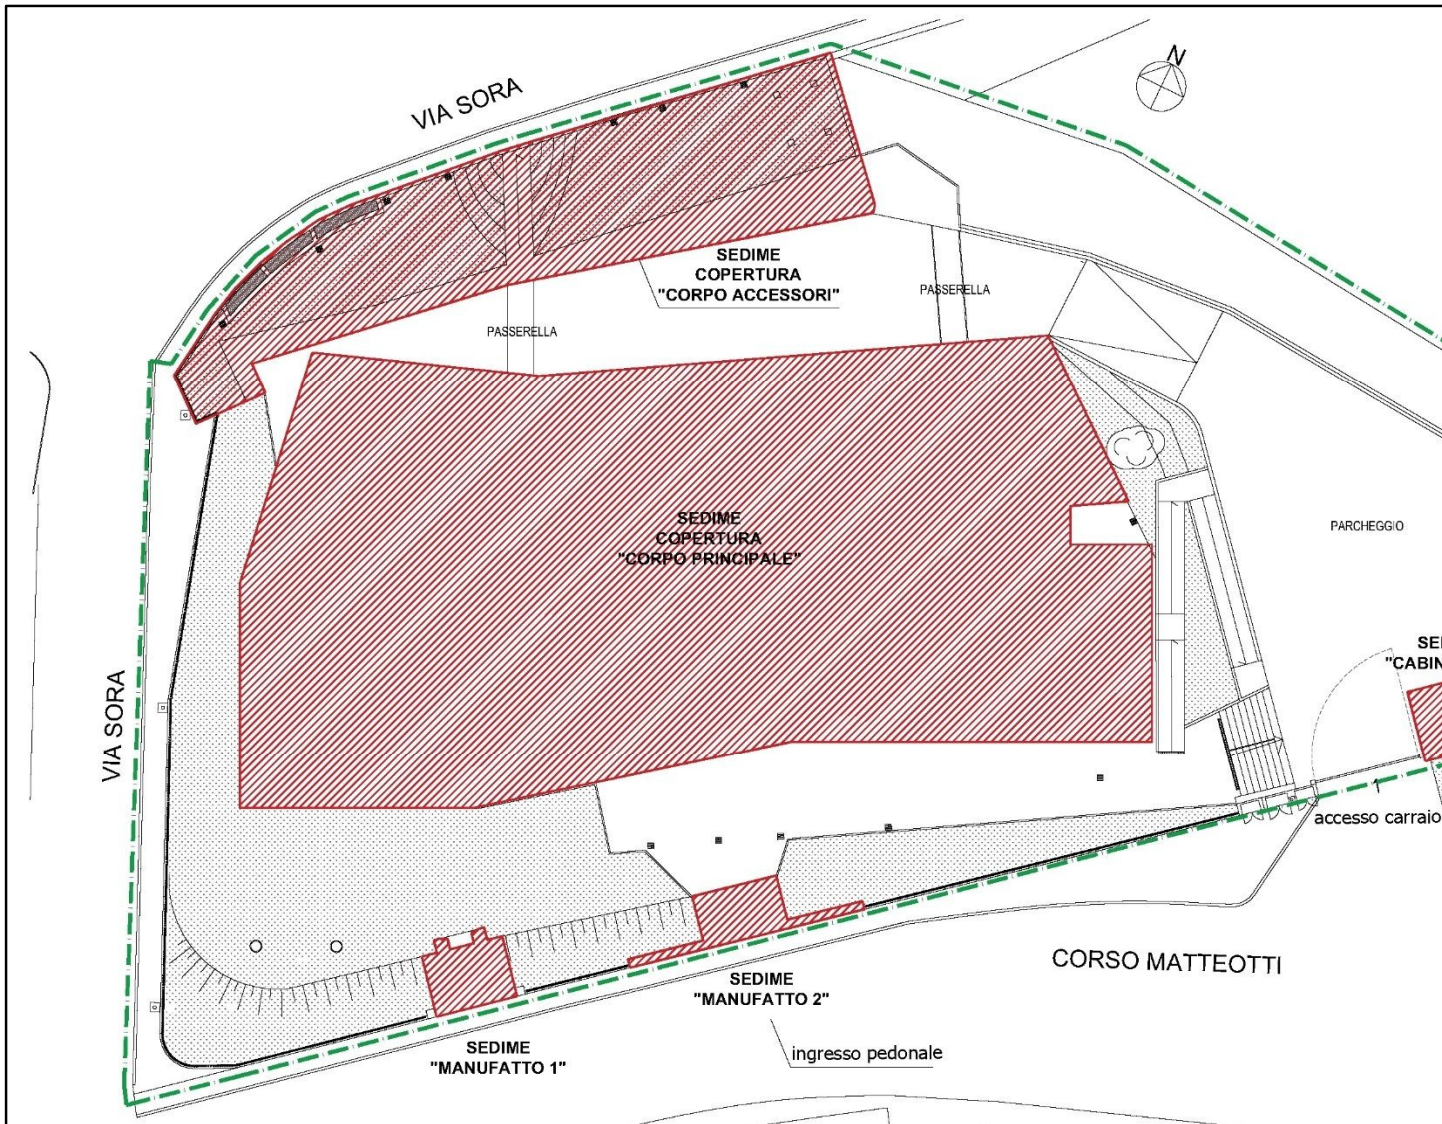 N
VIA SORA
SEDIME
COPERTURA
"CORPO ACCESSORI"
PASSERELLA
PASSERELLA
SEDIME
COPERTURA
"CORPO PRINCIPALE"
PARCHEGGIO
VIA SORA
accesso carraio
CORSO MATTEOTTI
SEDIME
"MANUFATTO 2"
SEDIME
"MANUFATTO 1"
ingresso pedonale